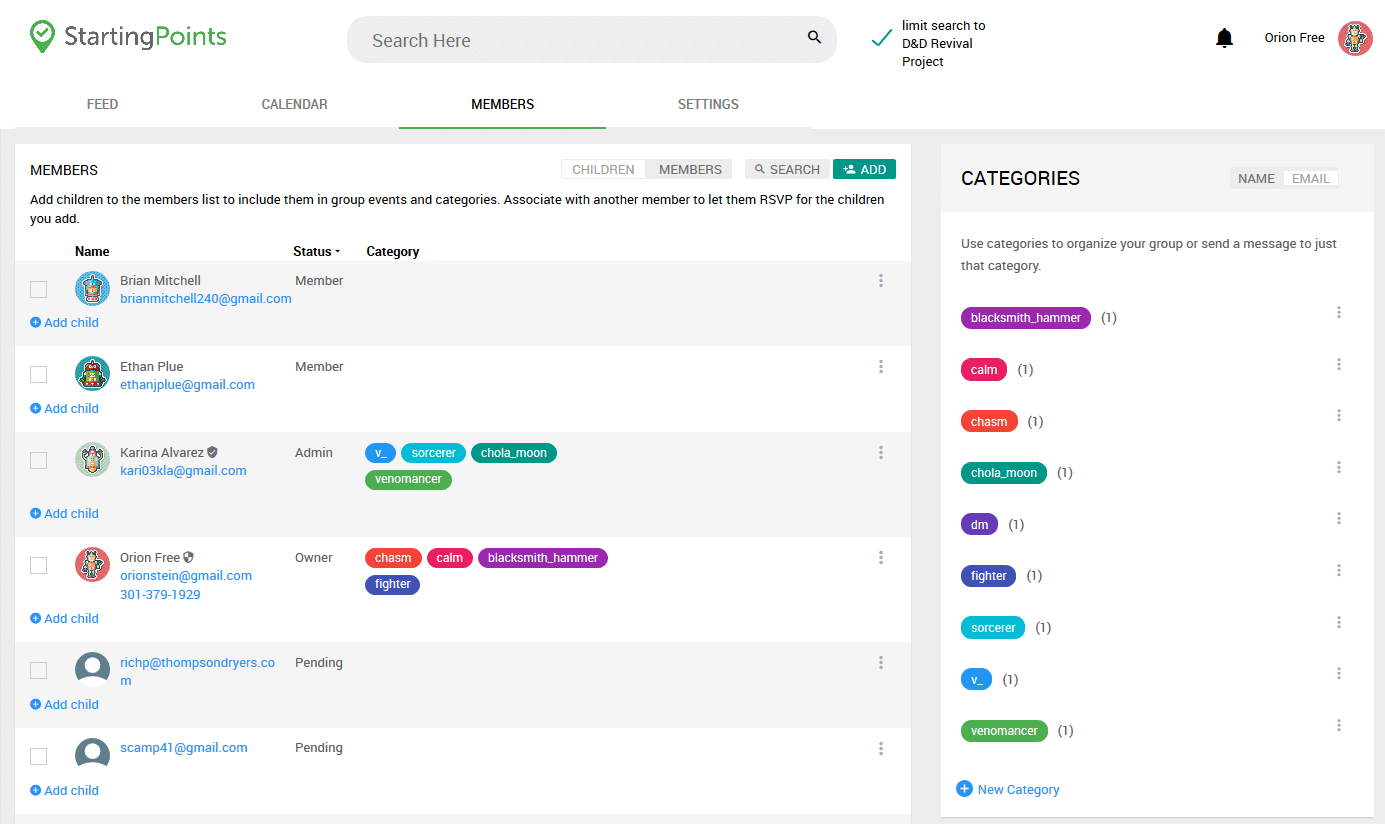 StartingPoints
Search Here
limit search to
D&D Revival
Project
Orion Free
FEED
CALENDAR
MEMBERS
SETTINGS
MEMBERS
CHILDREN
MEMBERS
SEARCH
ADD
Add children to the members list to include them in group events and categories. Associate with another member to let them RSVP for the children
you add.
Name
Status
Category
Brian Mitchell
Member
brianmitchell240@gmail.com
Add child
Ethan Plue
Member
ethanjplue@gmail.com
Add child
Karina Alvarez
Admin
v_
sorcerer
chola_moon
kari03kla@gmail.com
venomancer
Add child
Orion Free
Owner
chasm
calm
blacksmith_hammer
orionstein@gmail.com
fighter
301-379-1929
Add child
richp@thompsondryers.co
m
Pending
Add child
scamp41@gmail.com
Pending
Add child
CATEGORIES
NAME
EMAIL
Use categories to organize your group or send a message to just
that category.
blacksmith_hammer (1)
calm (1)
chasm (1)
chola_moon (1)
dm (1)
fighter (1)
sorcerer (1)
v_ (1)
venomancer (1)
New Category